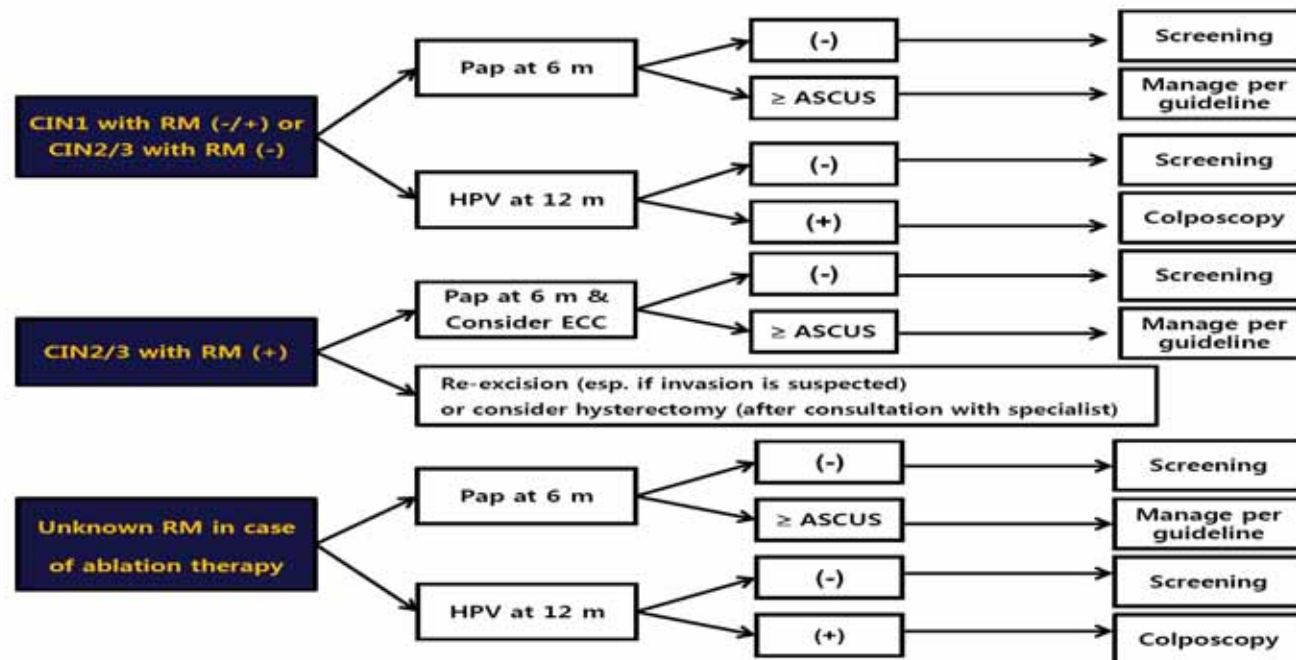 CIN1 with RM (-/+) or
CIN2/3 with RM (-)
Pap at 6 m
(-)
Screening
≥ ASCUS
Manage per
guideline
HPV at 12 m
(-)
Screening
(+)
Colposcopy
CIN2/3 with RM (+)
Pap at 6 m &
Consider ECC
(-)
Screening
≥ ASCUS
Manage per
guideline
Re-excision (esp. if invasion is suspected)
or consider hysterectomy (after consultation with specialist)
Unknown RM in case
of ablation therapy
Pap at 6 m
(-)
Screening
≥ ASCUS
Manage per
guideline
HPV at 12 m
(-)
Screening
(+)
Colposcopy